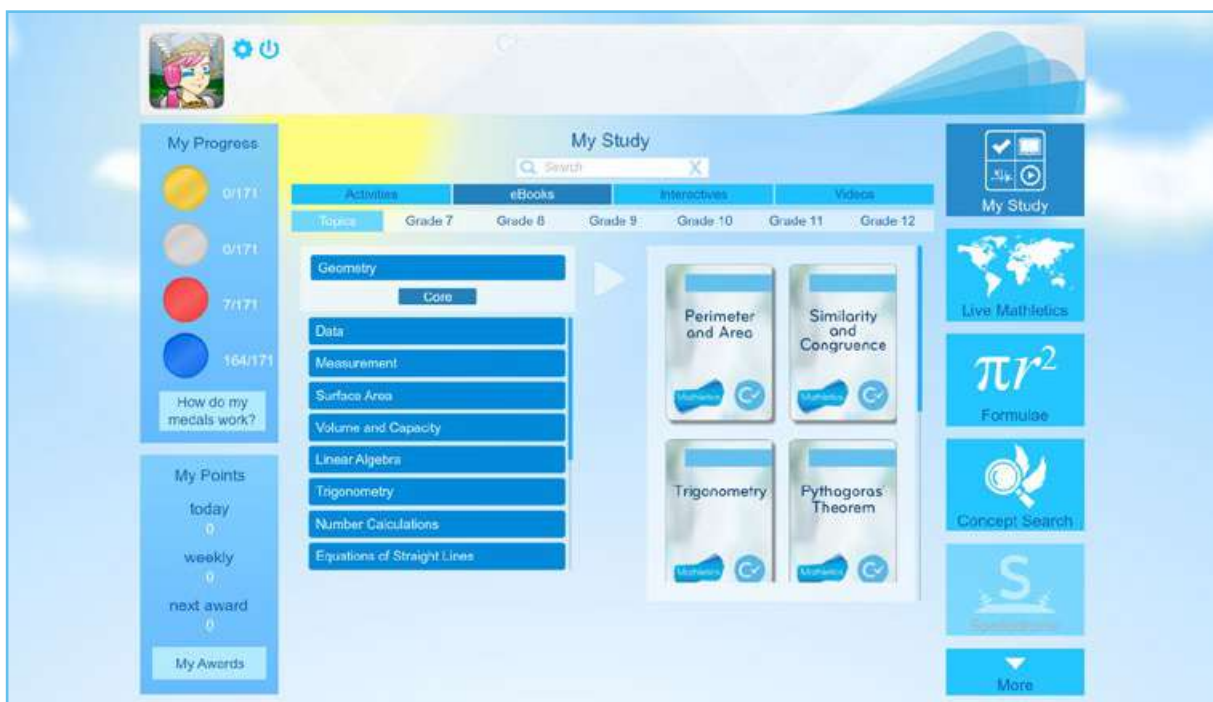 My Progress
0/171
0/171
7/171
164/171
How do my
medals work?
My Points
today
0
weekly
0
next award
0
My Awards
My Study
Search
X
Activities
eBooks
Interactives
Videos
Topics
Grade 7
Grade 8
Grade 9
Grade 10
Grade 11
Grade 12
Geometry
Core
Data
Measurement
Surface Area
Volume and Capacity
Linear Algebra
Trigonometry
Number Calculations
Equations of Straight Lines
Perimeter
and Area
Mathletics
Similarity
and
Congruence
Mathletics
Trigonometry
Mathletics
Pythagoras'
Theorem
Mathletics
My Study
Live Mathletics
πr²
Formulae
Concept Search
S
More